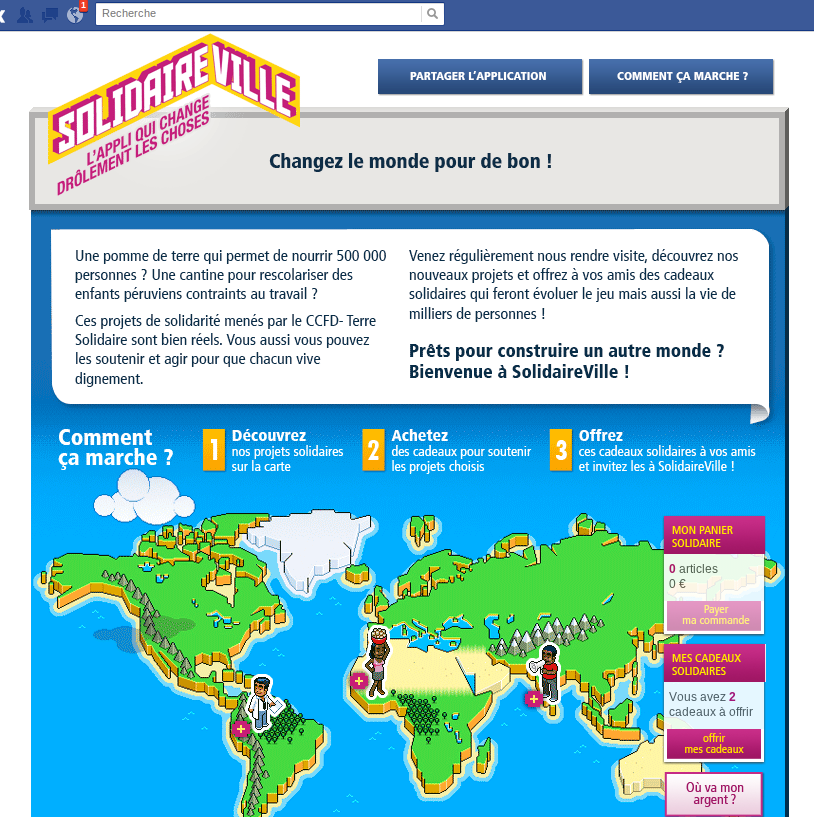 1
Recherche
SOLIDAIREVILLE
L'APPLI QUI CHANGE
DRÔLEMENT LES CHOSES
PARTAGER L'APPLICATION
COMMENT ÇA MARCHE ?
Changez le monde pour de bon !
Une pomme de terre qui permet de nourrir 500 000
personnes ? Une cantine pour rescolariser des
enfants péruviens contraints au travail ?
Ces projets de solidarité menés par le CCFD- Terre
Solidaire sont bien réels. Vous aussi vous pouvez
les soutenir et agir pour que chacun vive
dignement.
Venez régulièrement nous rendre visite, découvrez nos
nouveaux projets et offrez à vos amis des cadeaux
solidaires qui feront évoluer le jeu mais aussi la vie de
milliers de personnes !
Prêts pour construire un autre monde ?
Bienvenue à SolidaireVille !
Comment
ça marche ?
1
Découvrez
nos projets solidaires
sur la carte
2
Achetez
des cadeaux pour soutenir
les projets choisis
3
Offrez
ces cadeaux solidaires à vos amis
et invitez les à SolidaireVille !
MON PANIER
SOLIDAIRE
0 articles
0 €
Payer
ma commande
MES CADEAUX
SOLIDAIRES
Vous avez 2
cadeaux à offrir
offrir
mes cadeaux
Où va mon
argent ?